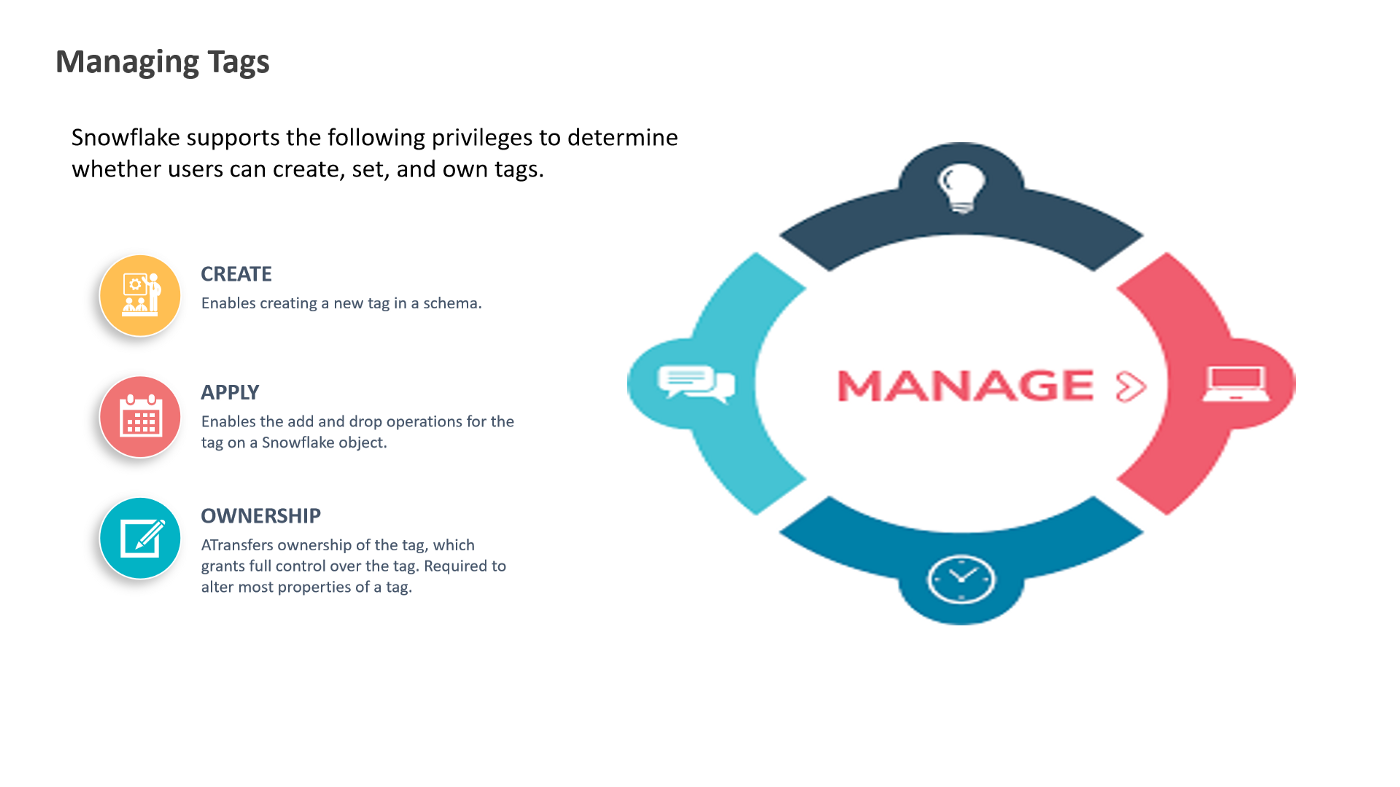 Managing Tags
Snowflake supports the following privileges to determine
whether users can create, set, and own tags.
CREATE
Enables creating a new tag in a schema.
APPLY
Enables the add and drop operations for the
tag on a Snowflake object.
OWNERSHIP
ATransfers ownership of the tag, which
grants full control over the tag. Required to
alter most properties of a tag.
MANAGE